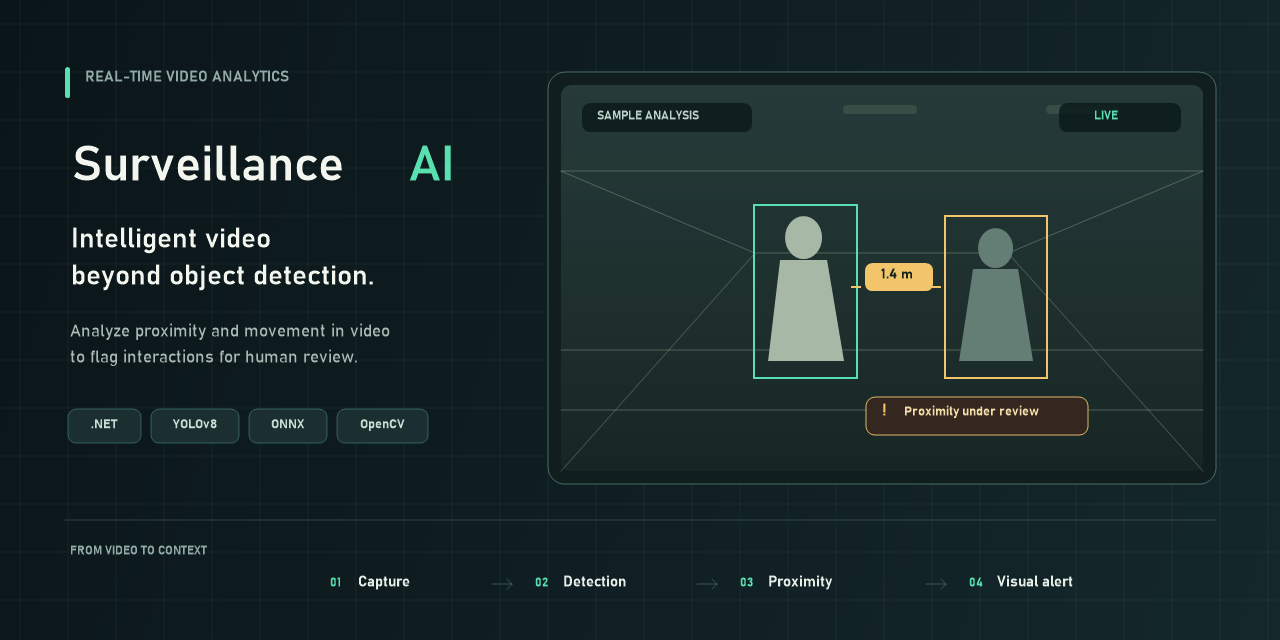 REAL-TIME VIDEO ANALYTICS
Surveillance AI
Intelligent video
beyond object detection.
Analyze proximity and movement in video
to flag interactions for human review.
.NET YOLOv8 ONNX OpenCV
SAMPLE ANALYSIS LIVE
1.4 m
! Proximity under review
FROM VIDEO TO CONTEXT
01 Capture → 02 Detection → 03 Proximity → 04 Visual alert